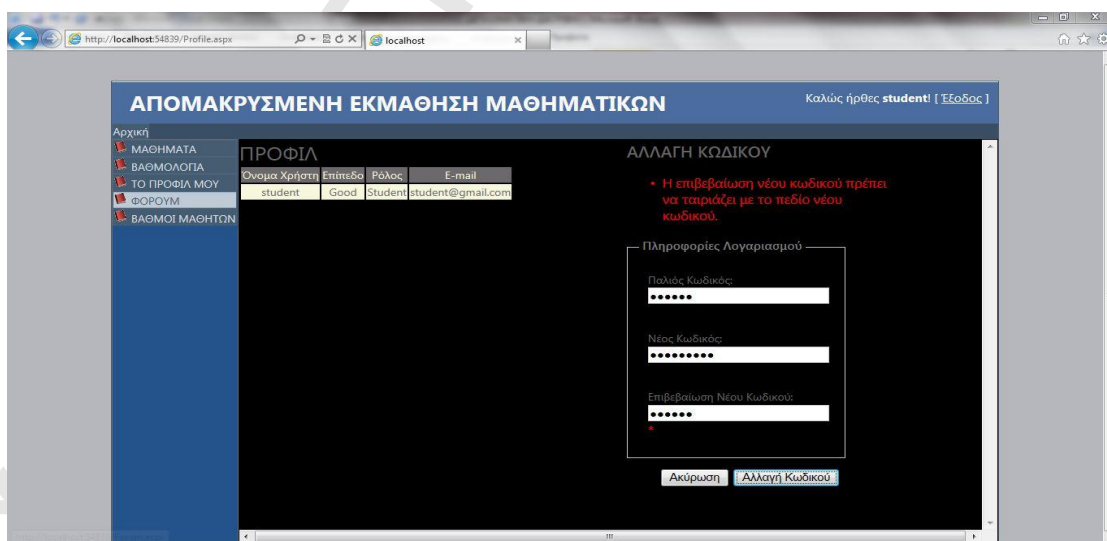 http://localhost:54839/Profile.aspx
localhost
ΑΠΟΜΑΚΡΥΣΜΕΝΗ ΕΚΜΑΘΗΣΗ ΜΑΘΗΜΑΤΙΚΩΝ
Καλώς ήρθες student! [ Έξοδος ]
Αρχική
ΜΑΘΗΜΑΤΑ
ΒΑΘΜΟΛΟΓΙΑ
ΤΟ ΠΡΟΦΙΛ ΜΟΥ
ΦΟΡΟΥΜ
ΒΑΘΜΟΙ ΜΑΘΗΤΩΝ
ΠΡΟΦΙΛ
Όνομα Χρήστη Επίπεδο Ρόλος E-mail
student Good Student student@gmail.com
ΑΛΛΑΓΗ ΚΩΔΙΚΟΥ
• Η επιβεβαίωση νέου κωδικού πρέπει
να ταιριάζει με το πεδίο νέου
κωδικού.
Πληροφορίες Λογαριασμού
Παλιός Κωδικός:
••••••
Νέος Κωδικός:
•••••••••
Επιβεβαίωση Νέου Κωδικού:
••••••
*
Ακύρωση Αλλαγή Κωδικού